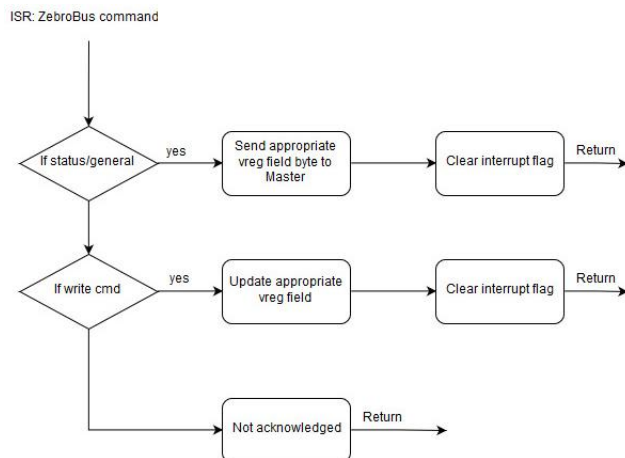 ISR: ZebroBus command
If status/general
yes
Send appropriate
vreg field byte to
Master
Clear interrupt flag
Return
If write cmd
yes
Update appropriate
vreg field
Clear interrupt flag
Return
Not acknowledged
Return